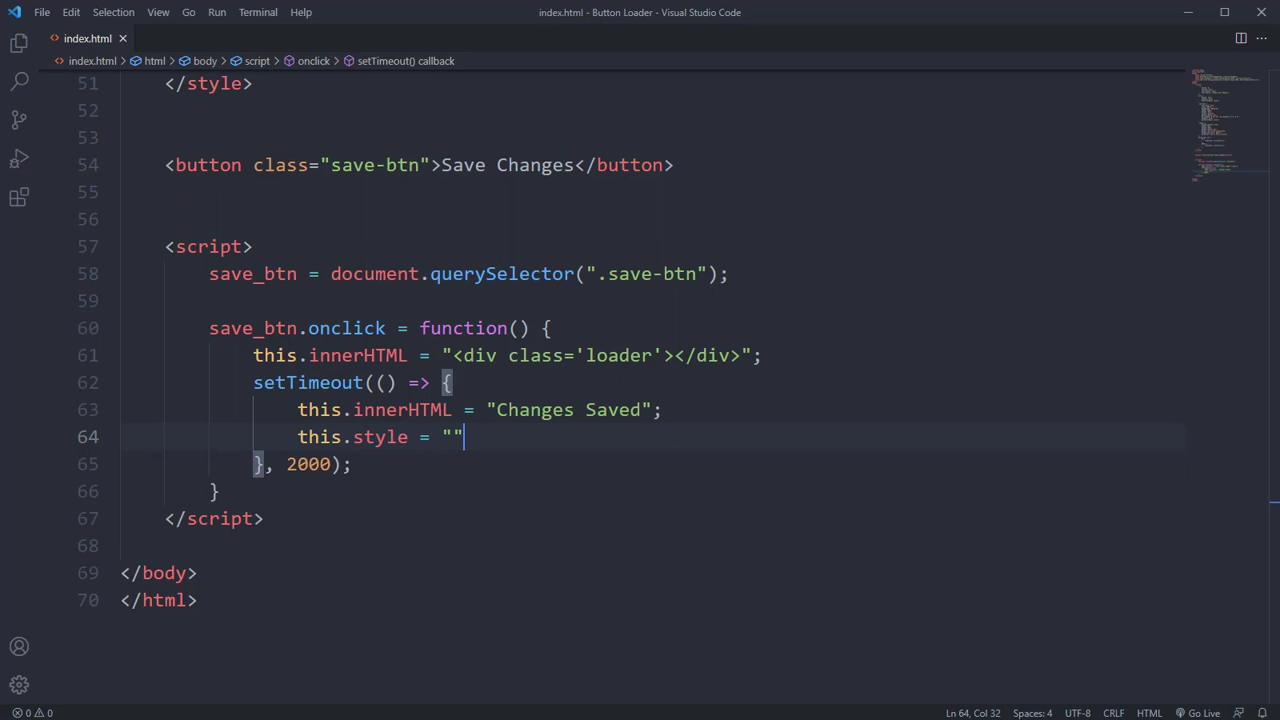 File Edit Selection View Go Run Terminal Help index.html - Button Loader - Visual Studio Code
index.html
index.html > html > body > script > onclick > setTimeout() callback
51 </style>
52
53
54 <button class="save-btn">Save Changes</button>
55
56
57 <script>
58 save_btn = document.querySelector(".save-btn");
59
60 save_btn.onclick = function() {
61 this.innerHTML = "<div class='loader'></div>";
62 setTimeout(() => {
63 this.innerHTML = "Changes Saved";
64 this.style = ""
65 }, 2000);
66 }
67 </script>
68
69 </body>
70 </html>
0 0 Ln 64, Col 32 Spaces: 4 UTF-8 CRLF HTML Go Live